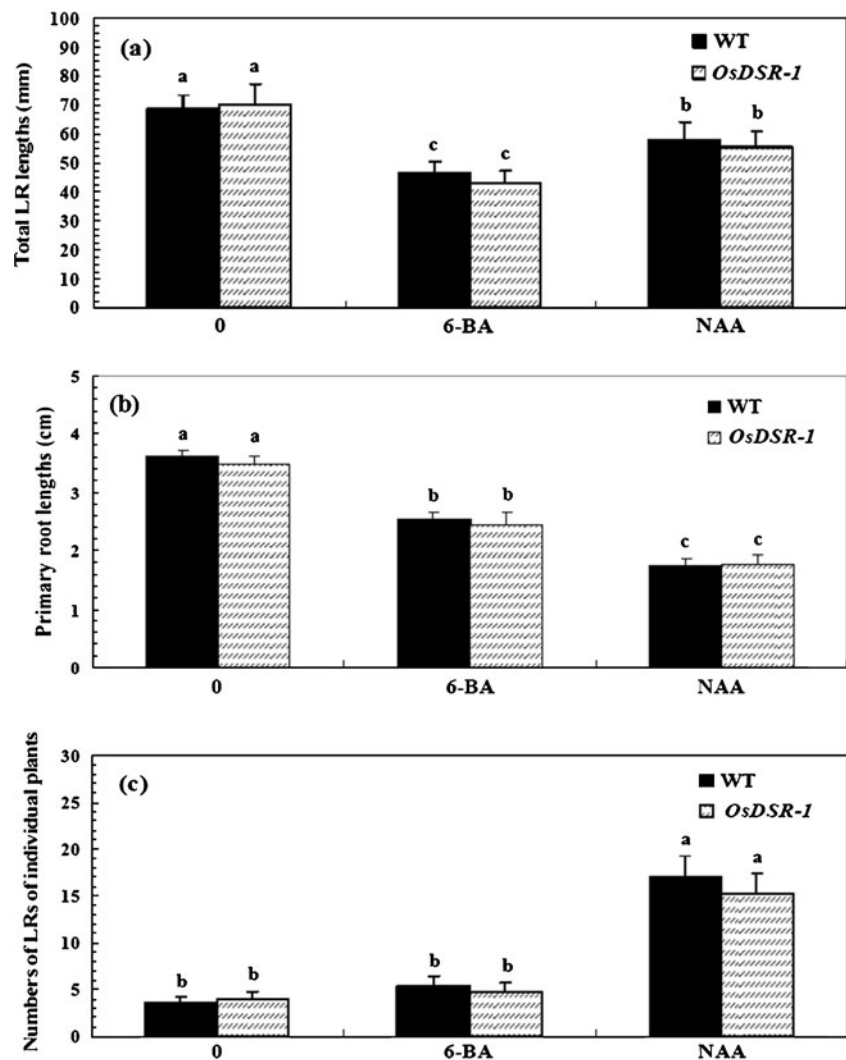 (a)
WT
OsDSR-1
Total LR lengths (mm)
100
90
80
70
60
50
40
30
20
10
0
a a
c c
b b
0 6-BA NAA
(b)
WT
OsDSR-1
Primary root lengths (cm)
5
4
3
2
1
0
a a
b b
c c
0 6-BA NAA
(c)
WT
OsDSR-1
Numbers of LRs of individual plants
30
25
20
15
10
5
0
b b
b b
a a
0 6-BA NAA